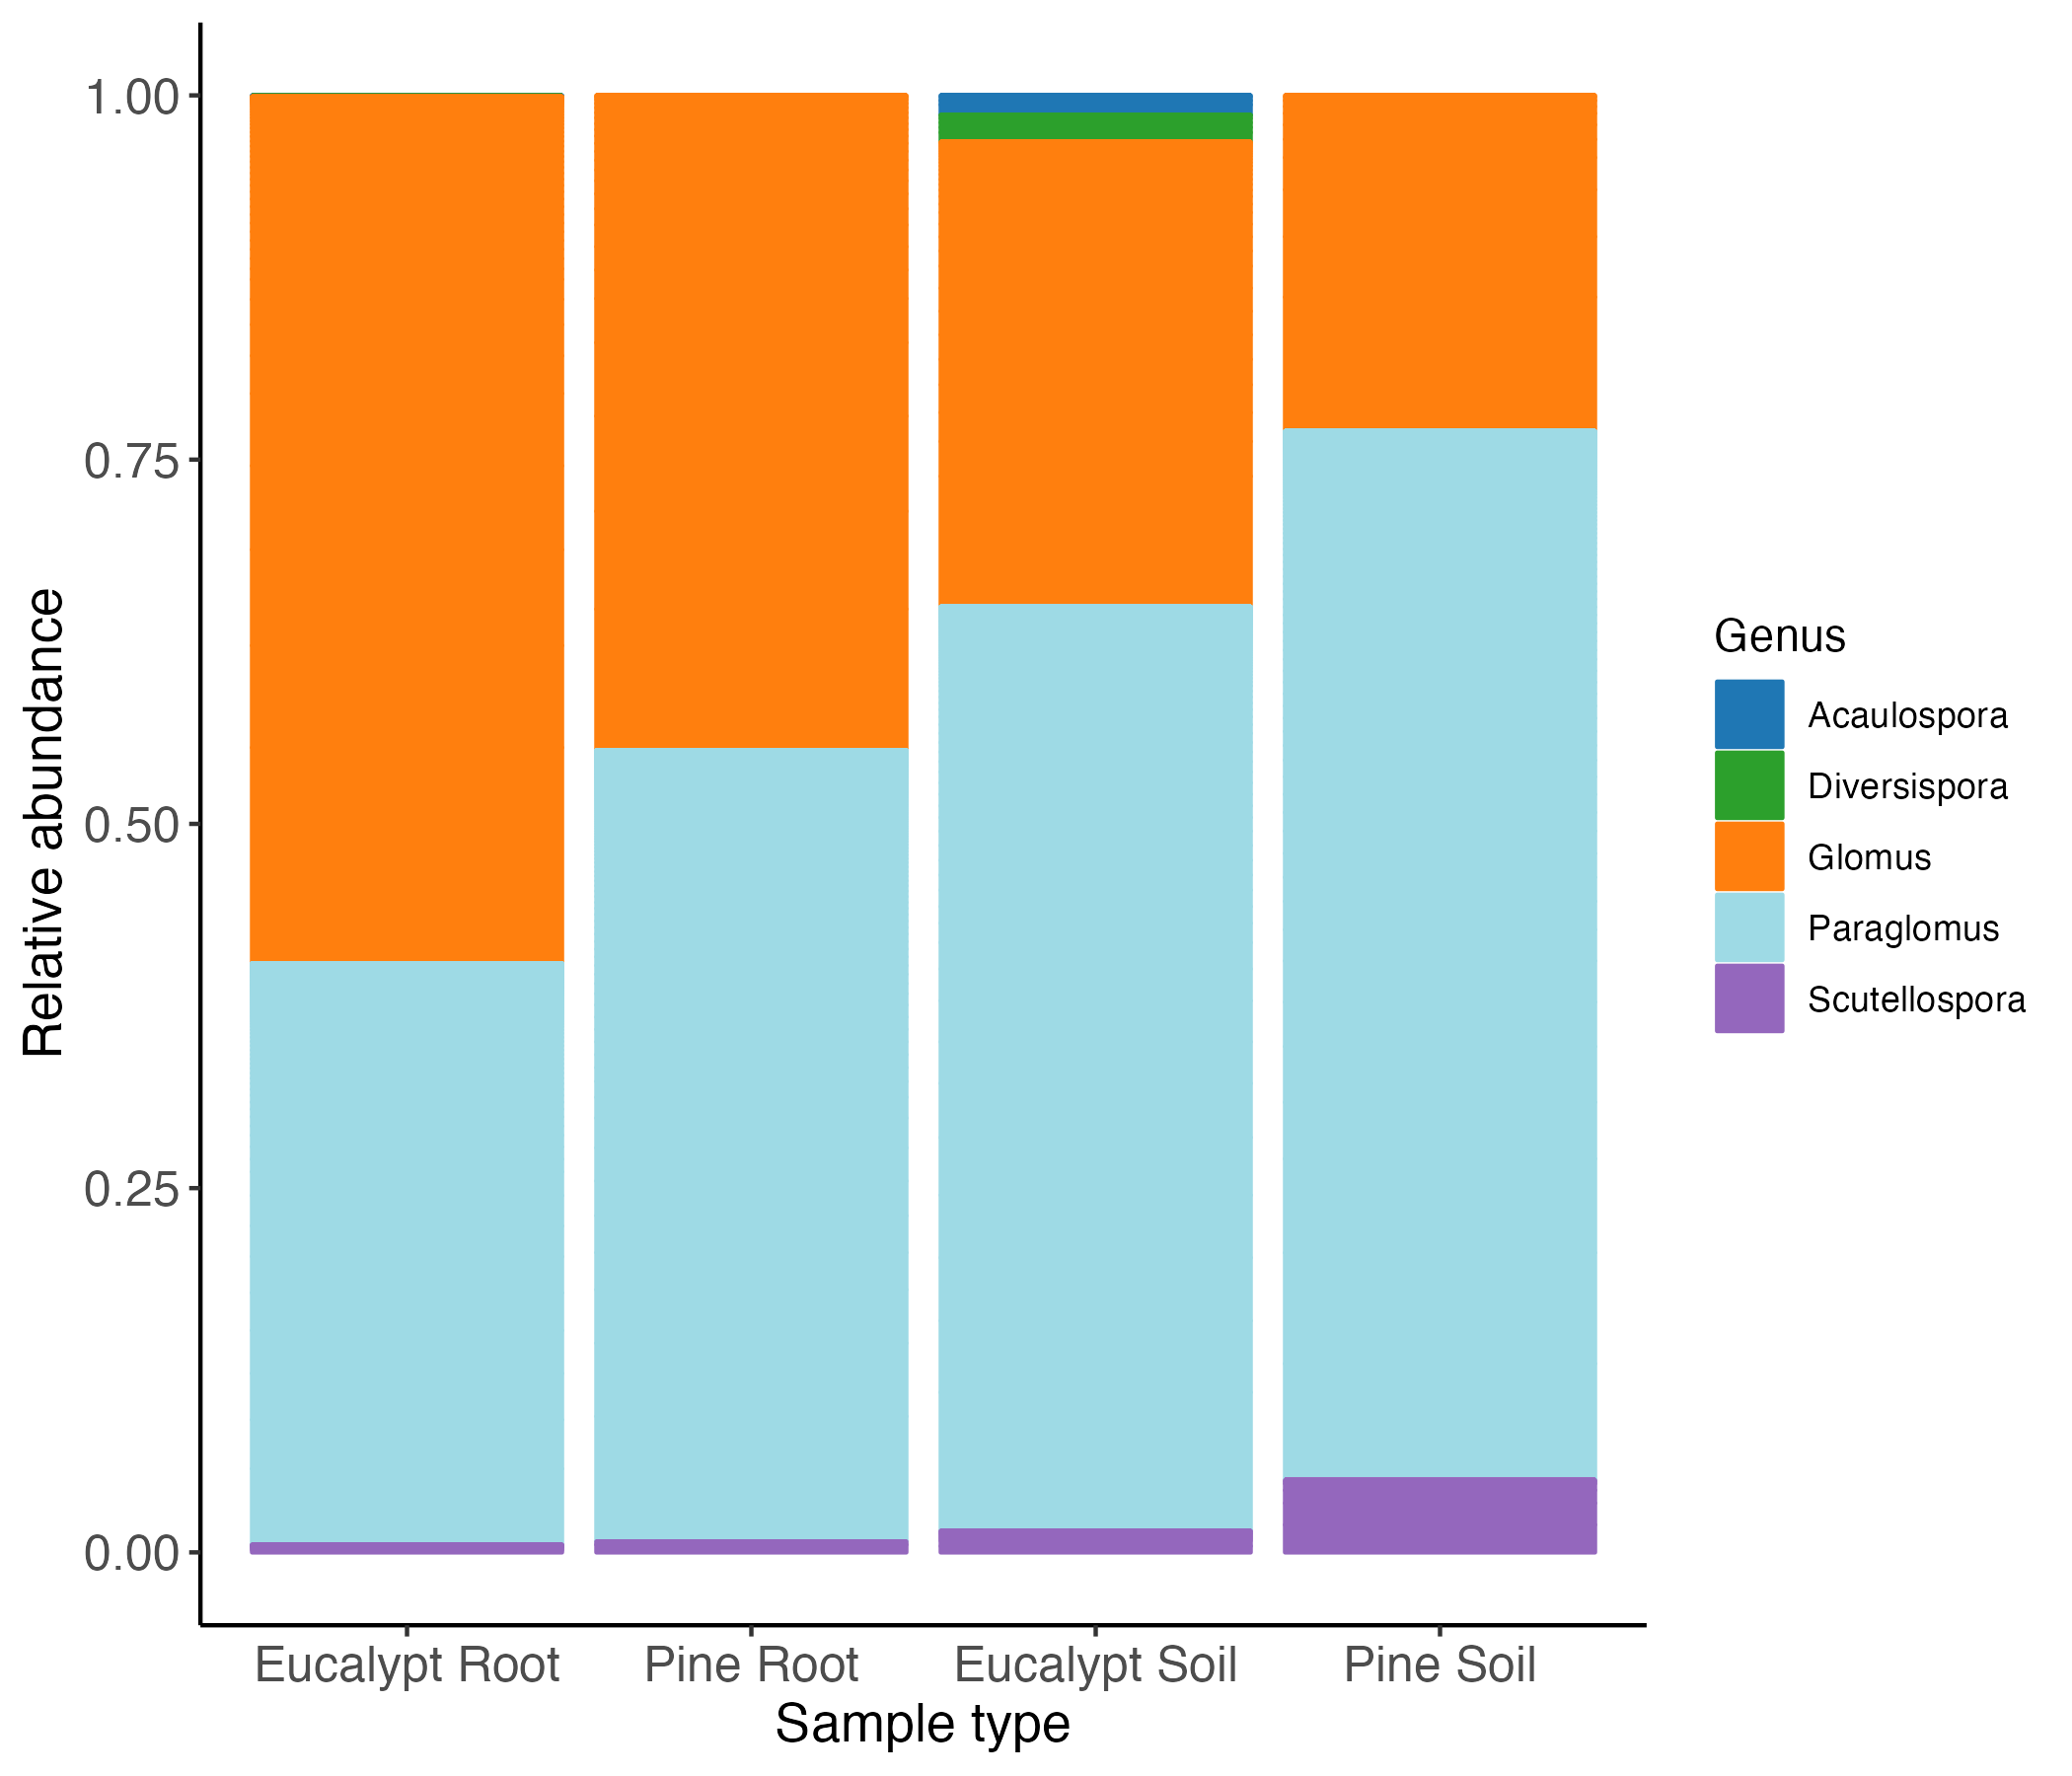 1.00
0.75
0.50
0.25
0.00
Relative abundance
Eucalypt Root
Pine Root
Eucalypt Soil
Pine Soil
Sample type
Genus
Acaulospora
Diversispora
Glomus
Paraglomus
Scutellospora